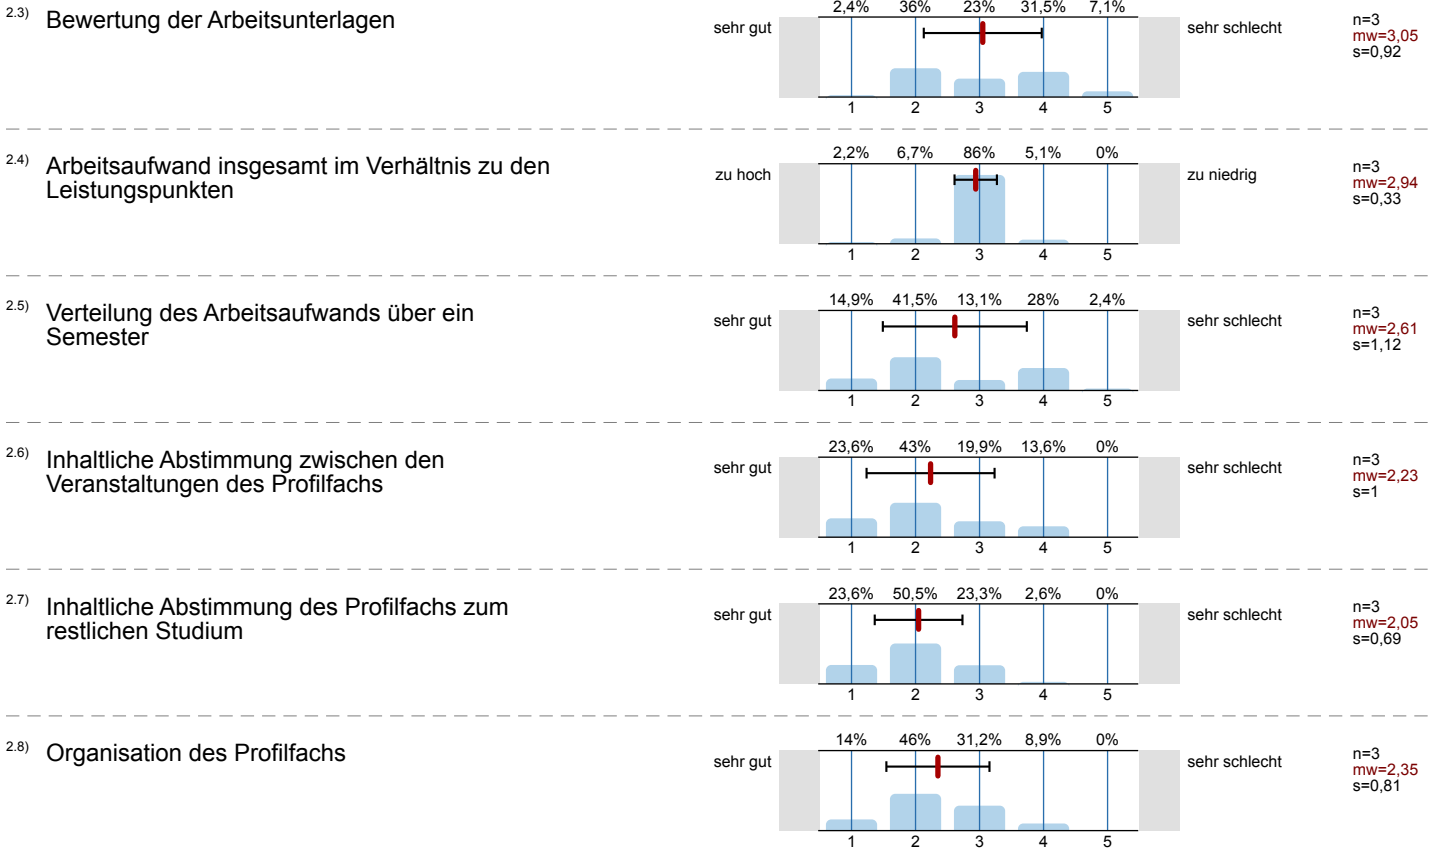 2.3) Bewertung der Arbeitsunterlagen
2,4% 36% 23% 31,5% 7,1%
sehr gut sehr schlecht
n=3
mw=3,05
s=0,92
1 2 3 4 5
2.4) Arbeitsaufwand insgesamt im Verhältnis zu den
Leistungspunkten
2,2% 6,7% 86% 5,1% 0%
zu hoch zu niedrig
n=3
mw=2,94
s=0,33
1 2 3 4 5
2.5) Verteilung des Arbeitsaufwands über ein
Semester
14,9% 41,5% 13,1% 28% 2,4%
sehr gut sehr schlecht
n=3
mw=2,61
s=1,12
1 2 3 4 5
2.6) Inhaltliche Abstimmung zwischen den
Veranstaltungen des Profilfachs
23,6% 43% 19,9% 13,6% 0%
sehr gut sehr schlecht
n=3
mw=2,23
s=1
1 2 3 4 5
2.7) Inhaltliche Abstimmung des Profilfachs zum
restlichen Studium
23,6% 50,5% 23,3% 2,6% 0%
sehr gut sehr schlecht
n=3
mw=2,05
s=0,69
1 2 3 4 5
2.8) Organisation des Profilfachs
14% 46% 31,2% 8,9% 0%
sehr gut sehr schlecht
n=3
mw=2,35
s=0,81
1 2 3 4 5